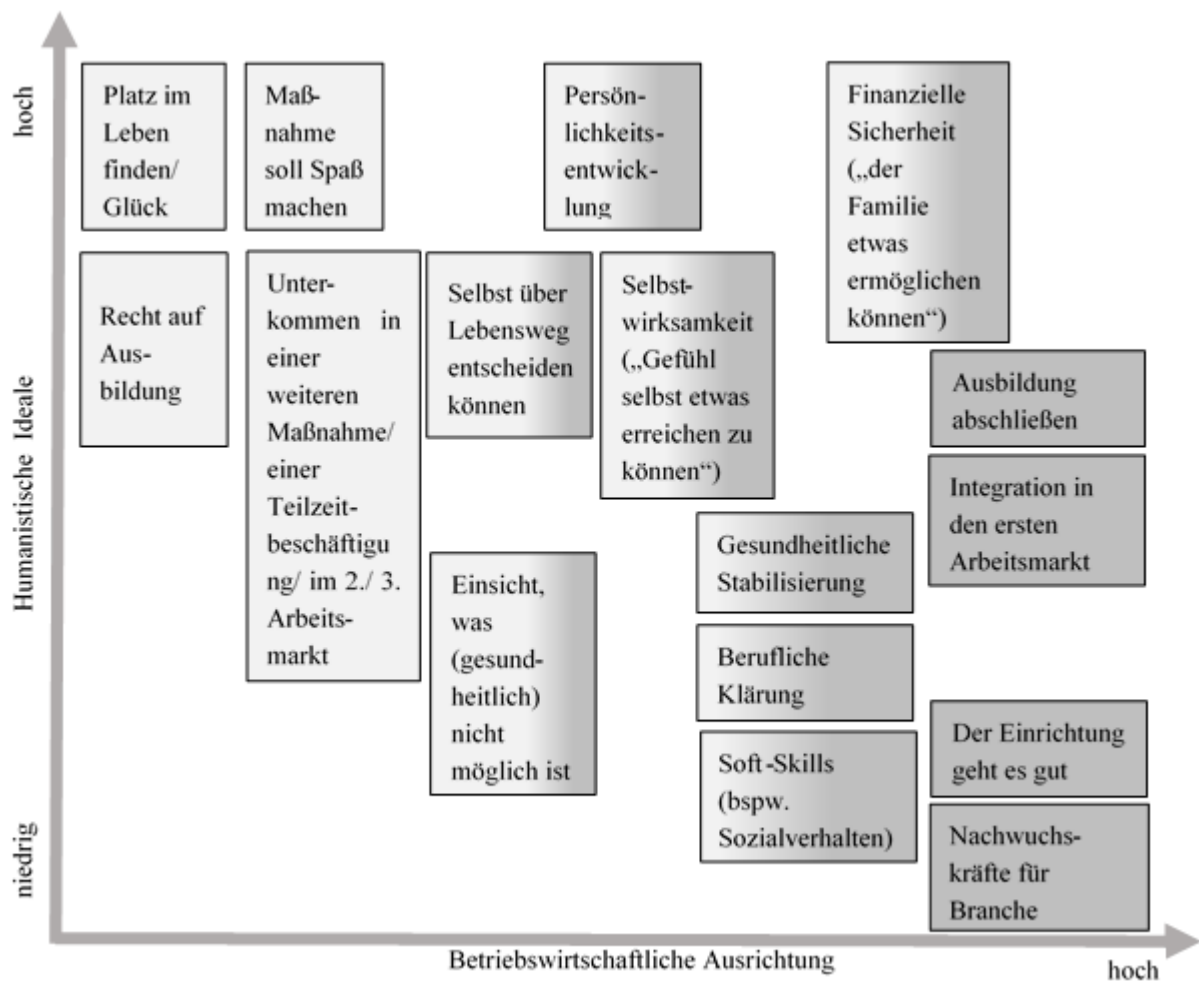 hoch
Humanistische Ideale
niedrig
Platz im
Leben
finden/
Glück
Maß-
nahme
soll Spaß
machen
Persön-
lichkeits-
entwick-
lung
Finanzielle
Sicherheit
(„der
Familie
etwas
ermöglichen
können“)
Recht auf
Aus-
bildung
Unter-
kommen in
einer
weiteren
Maßnahme/
einer
Teilzeit-
beschäftigu
ng/ im 2./ 3.
Arbeits-
markt
Selbst über
Lebensweg
entscheiden
können
Selbst-
wirksamkeit
(„Gefühl
selbst etwas
erreichen zu
können“)
Ausbildung
abschließen
Integration in
den ersten
Arbeitsmarkt
Gesundheitliche
Stabilisierung
Einsicht,
was
(gesund-
heitlich)
nicht
möglich ist
Berufliche
Klärung
Soft-Skills
(bspw.
Sozialverhalten)
Der Einrichtung
geht es gut
Nachwuchs-
kräfte für
Branche
Betriebswirtschaftliche Ausrichtung
hoch